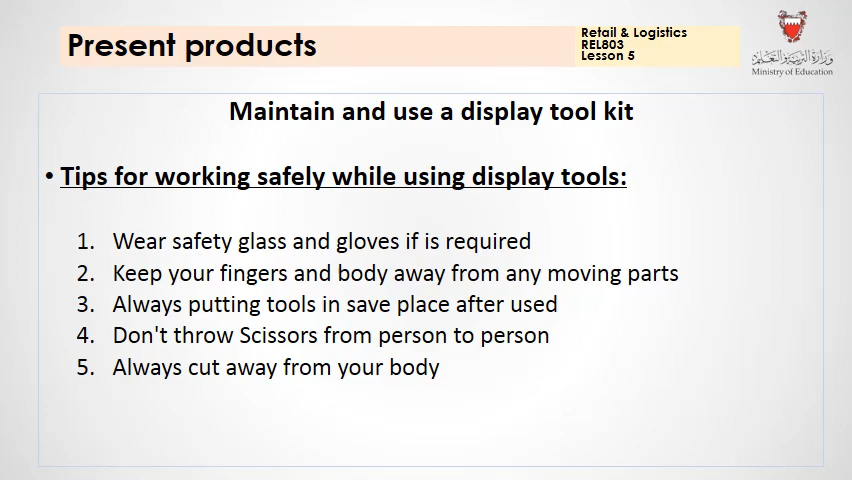 Present products
Retail & Logistics
REL803
Lesson 5
وزارة التربية والتعليم
Ministry of Education
Maintain and use a display tool kit
• Tips for working safely while using display tools:
1. Wear safety glass and gloves if is required
2. Keep your fingers and body away from any moving parts
3. Always putting tools in save place after used
4. Don't throw Scissors from person to person
5. Always cut away from your body